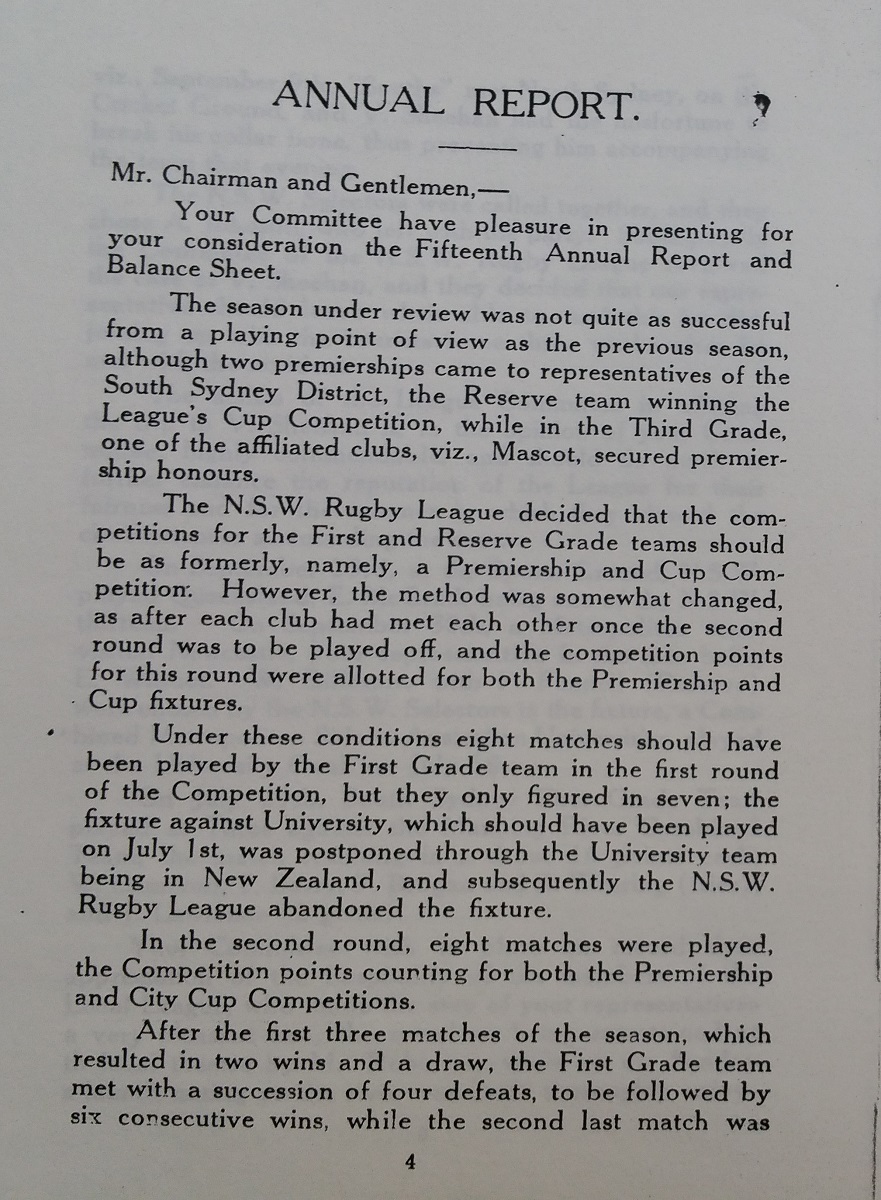 ANNUAL REPORT.
Mr. Chairman and Gentlemen,—
Your Committee have pleasure in presenting for
your consideration the Fifteenth Annual Report and
Balance Sheet.
The season under review was not quite as successful
from a playing point of view as the previous season,
although two premierships came to representatives of the
South Sydney District, the Reserve team winning the
League's Cup Competition, while in the Third Grade,
one of the affiliated clubs, viz., Mascot, secured premier-
ship honours.
The N.S.W. Rugby League decided that the com-
petitions for the First and Reserve Grade teams should
be as formerly, namely, a Premiership and Cup Com-
petition. However, the method was somewhat changed,
as after each club had met each other once the second
round was to be played off, and the competition points
for this round were allotted for both the Premiership and
Cup fixtures.
Under these conditions eight matches should have
been played by the First Grade team in the first round
of the Competition, but they only figured in seven; the
fixture against University, which should have been played
on July 1st, was postponed through the University team
being in New Zealand, and subsequently the N.S.W.
Rugby League abandoned the fixture.
In the second round, eight matches were played,
the Competition points counting for both the Premiership
and City Cup Competitions.
After the first three matches of the season, which
resulted in two wins and a draw, the First Grade team
met with a succession of four defeats, to be followed by
six consecutive wins, while the second last match was
4